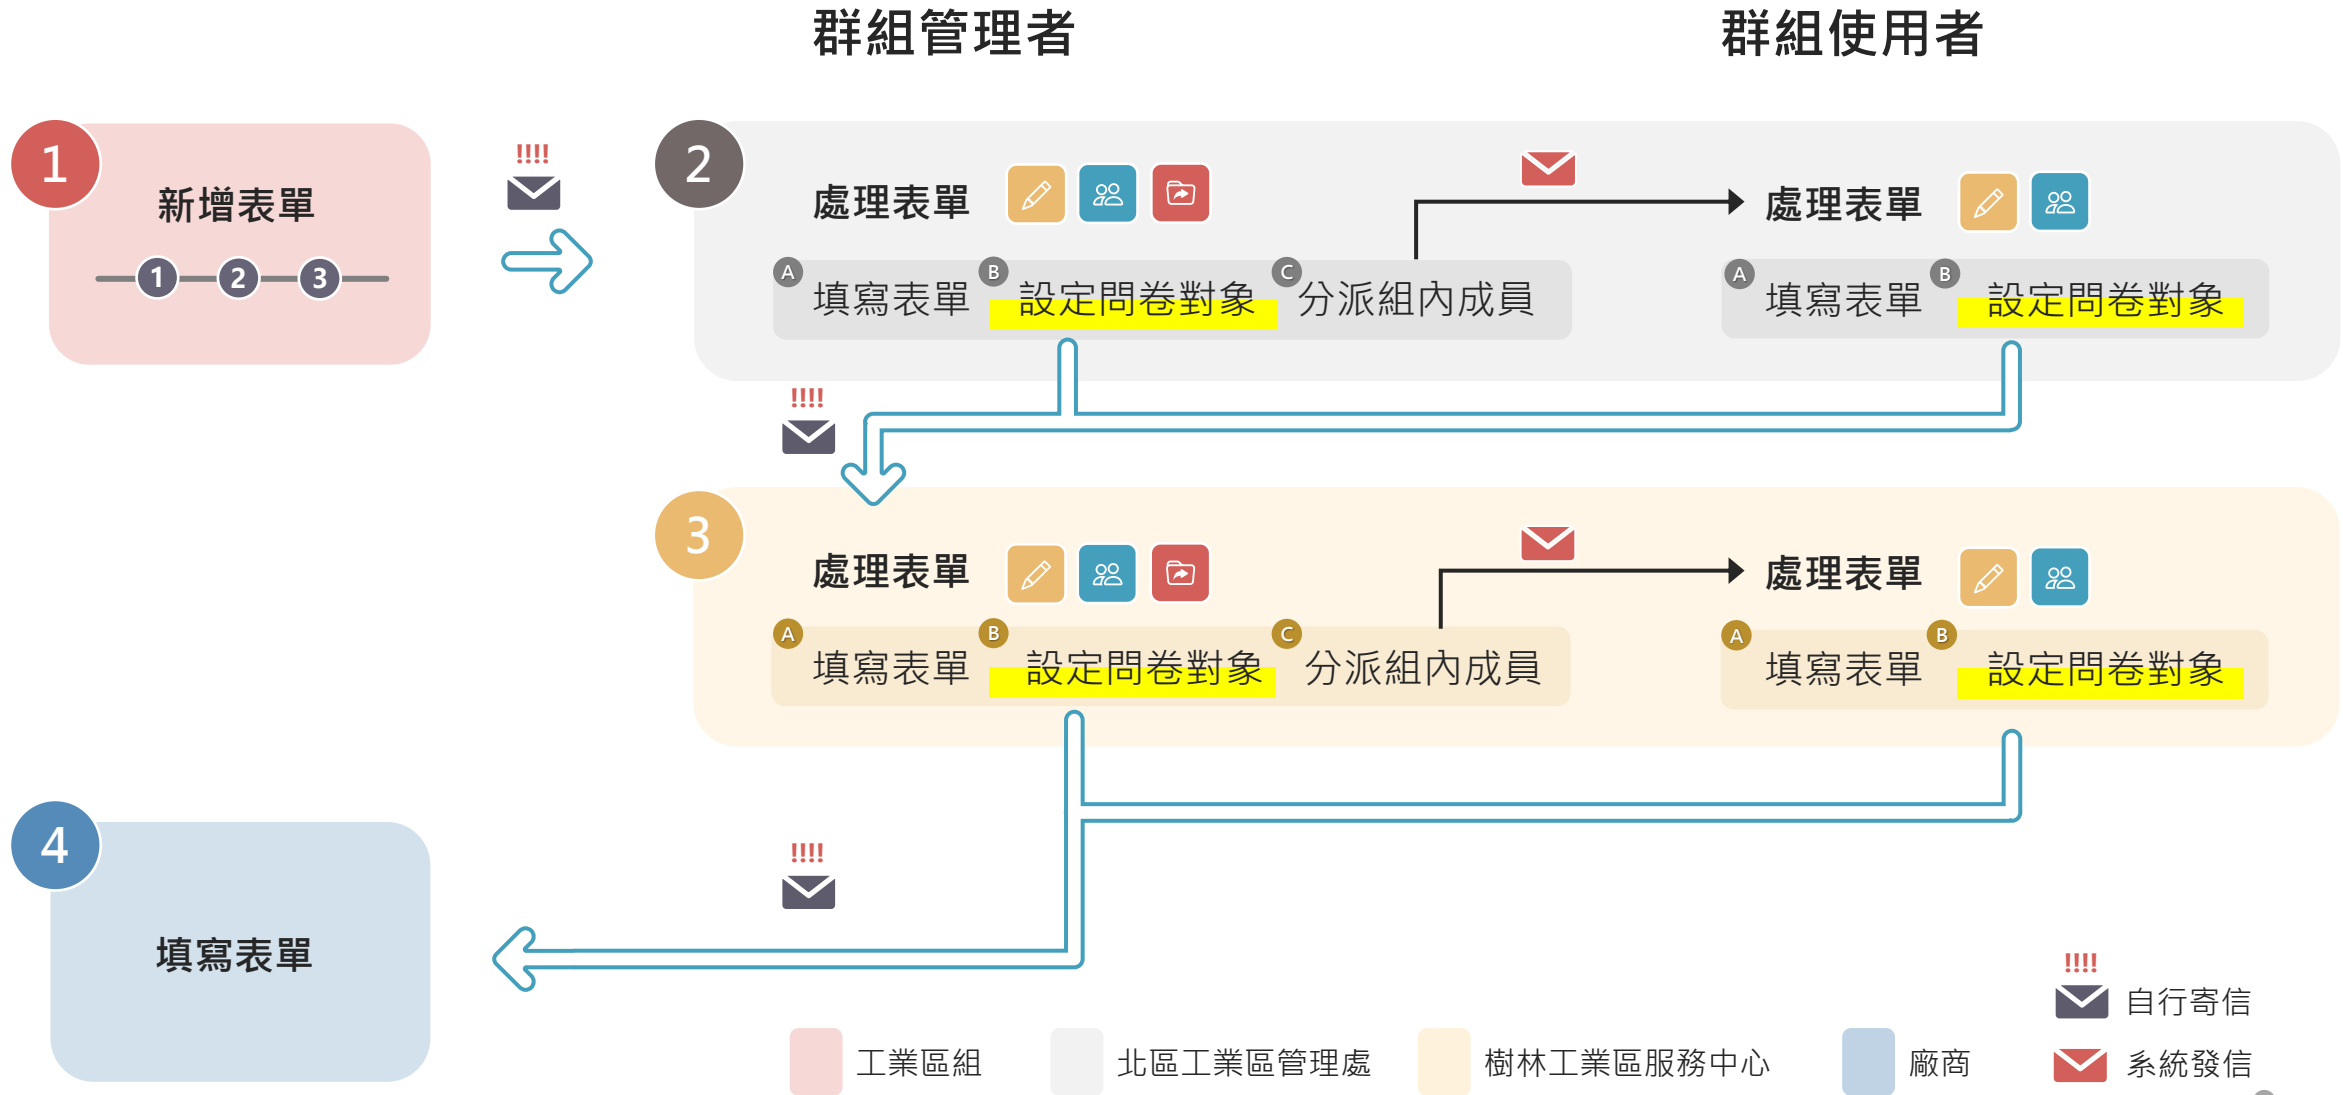 群組管理者
群組使用者
1
新增表單
1 2 3
!!!!
2
處理表單
A 填寫表單 B 設定問卷對象 C 分派組內成員
處理表單
A 填寫表單 B 設定問卷對象
!!!!
3
處理表單
A 填寫表單 B 設定問卷對象 C 分派組內成員
處理表單
A 填寫表單 B 設定問卷對象
4
填寫表單
!!!!
!!!!
自行寄信
工業區組
北區工業區管理處
樹林工業區服務中心
廠商
系統發信